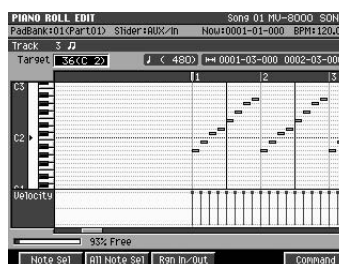 PIANO ROLL EDIT Song 01 MV-8000 SON
PadBank:01(Part01) Slider:AUX/In Now:0001-01-000 BPM:120.0
Track 3 ♫
Target 36(C 2) ♩ ( 480) 0001-03-000 0002-03-00
1 2 3
C3
C2
C1
Velocity
93% Free
Note Sel All Note Sel Rgn In/Out Command